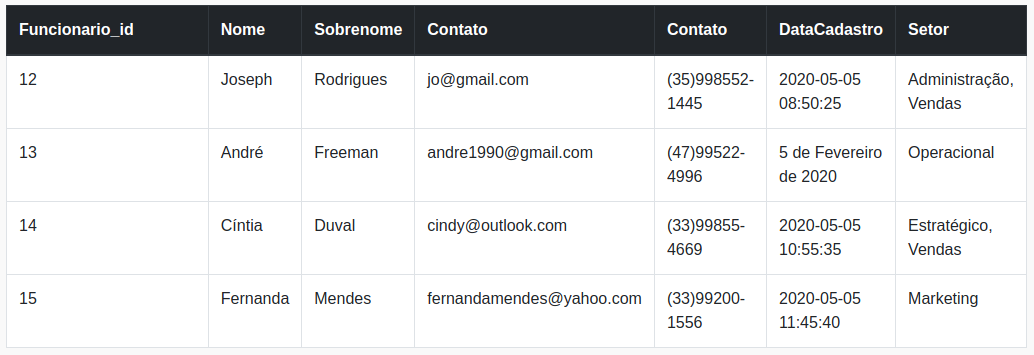 Funcionario_id Nome Sobrenome Contato Contato DataCadastro Setor
12 Joseph Rodrigues jo@gmail.com (35)998552- 2020-05-05 Administração,
1445 08:50:25 Vendas
13 André Freeman andre1990@gmail.com (47)99522- 5 de Fevereiro Operacional
4996 de 2020
14 Cíntia Duval cindy@outlook.com (33)99855- 2020-05-05 Estratégico,
4669 10:55:35 Vendas
15 Fernanda Mendes fernandamendes@yahoo.com (33)99200- 2020-05-05 Marketing
1556 11:45:40